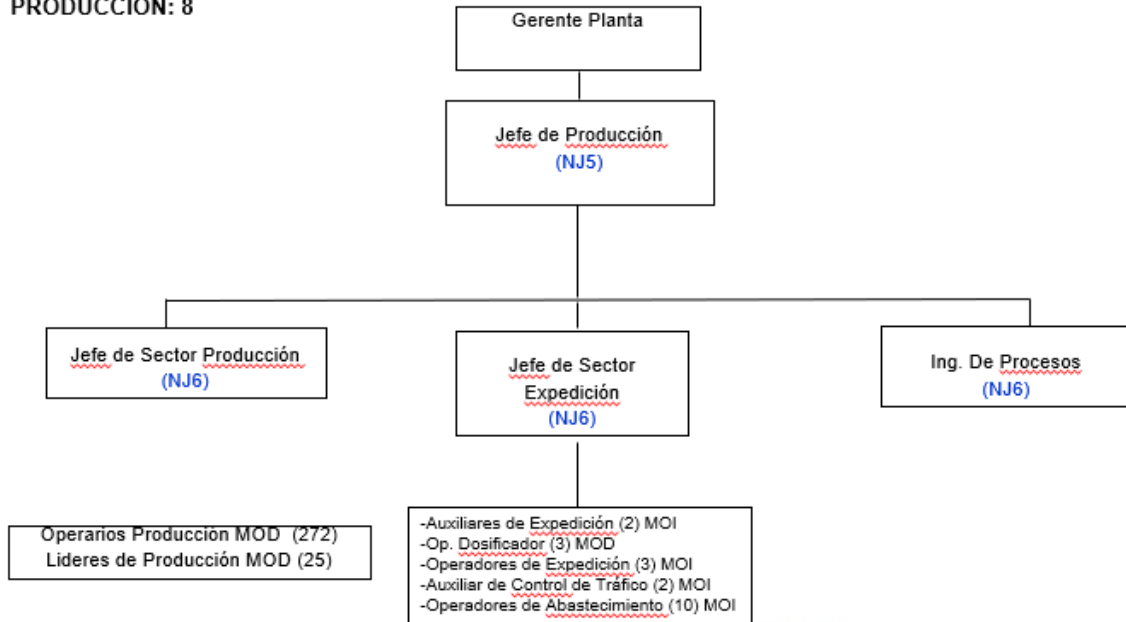 PRODUCCION: 8
Gerente Planta
Jefe de Producción
(NJ5)
Jefe de Sector Producción
(NJ6)
Jefe de Sector
Expedición
(NJ6)
Ing. De Procesos
(NJ6)
Operarios Producción MOD (272)
Lideres de Producción MOD (25)
-Auxiliares de Expedición (2) MOI
-Op. Dosificador (3) MOD
-Operadores de Expedición (3) MOI
-Auxiliar de Control de Tráfico (2) MOI
-Operadores de Abastecimiento (10) MOI